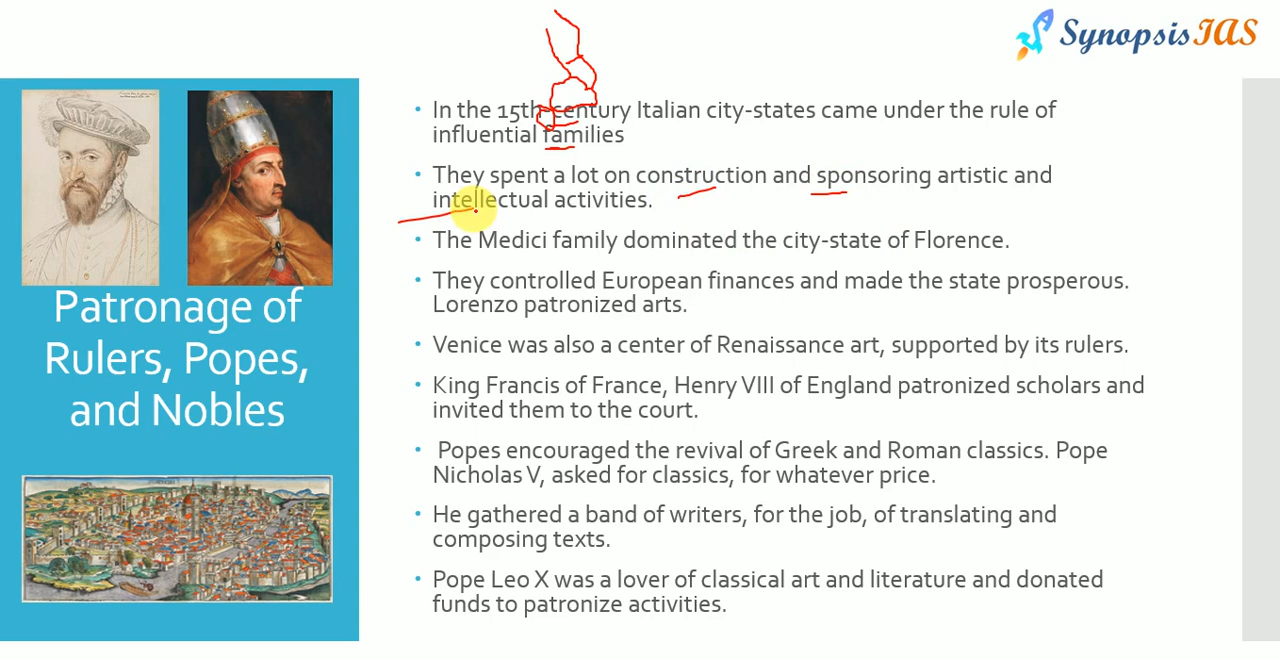 SynopsisIAS
Patronage of
Rulers, Popes,
and Nobles
• In the 15th century Italian city-states came under the rule of
influential families
• They spent a lot on construction and sponsoring artistic and
intellectual activities.
• The Medici family dominated the city-state of Florence.
• They controlled European finances and made the state prosperous.
Lorenzo patronized arts.
• Venice was also a center of Renaissance art, supported by its rulers.
• King Francis of France, Henry VIII of England patronized scholars and
invited them to the court.
• Popes encouraged the revival of Greek and Roman classics. Pope
Nicholas V, asked for classics, for whatever price.
• He gathered a band of writers, for the job, of translating and
composing texts.
• Pope Leo X was a lover of classical art and literature and donated
funds to patronize activities.